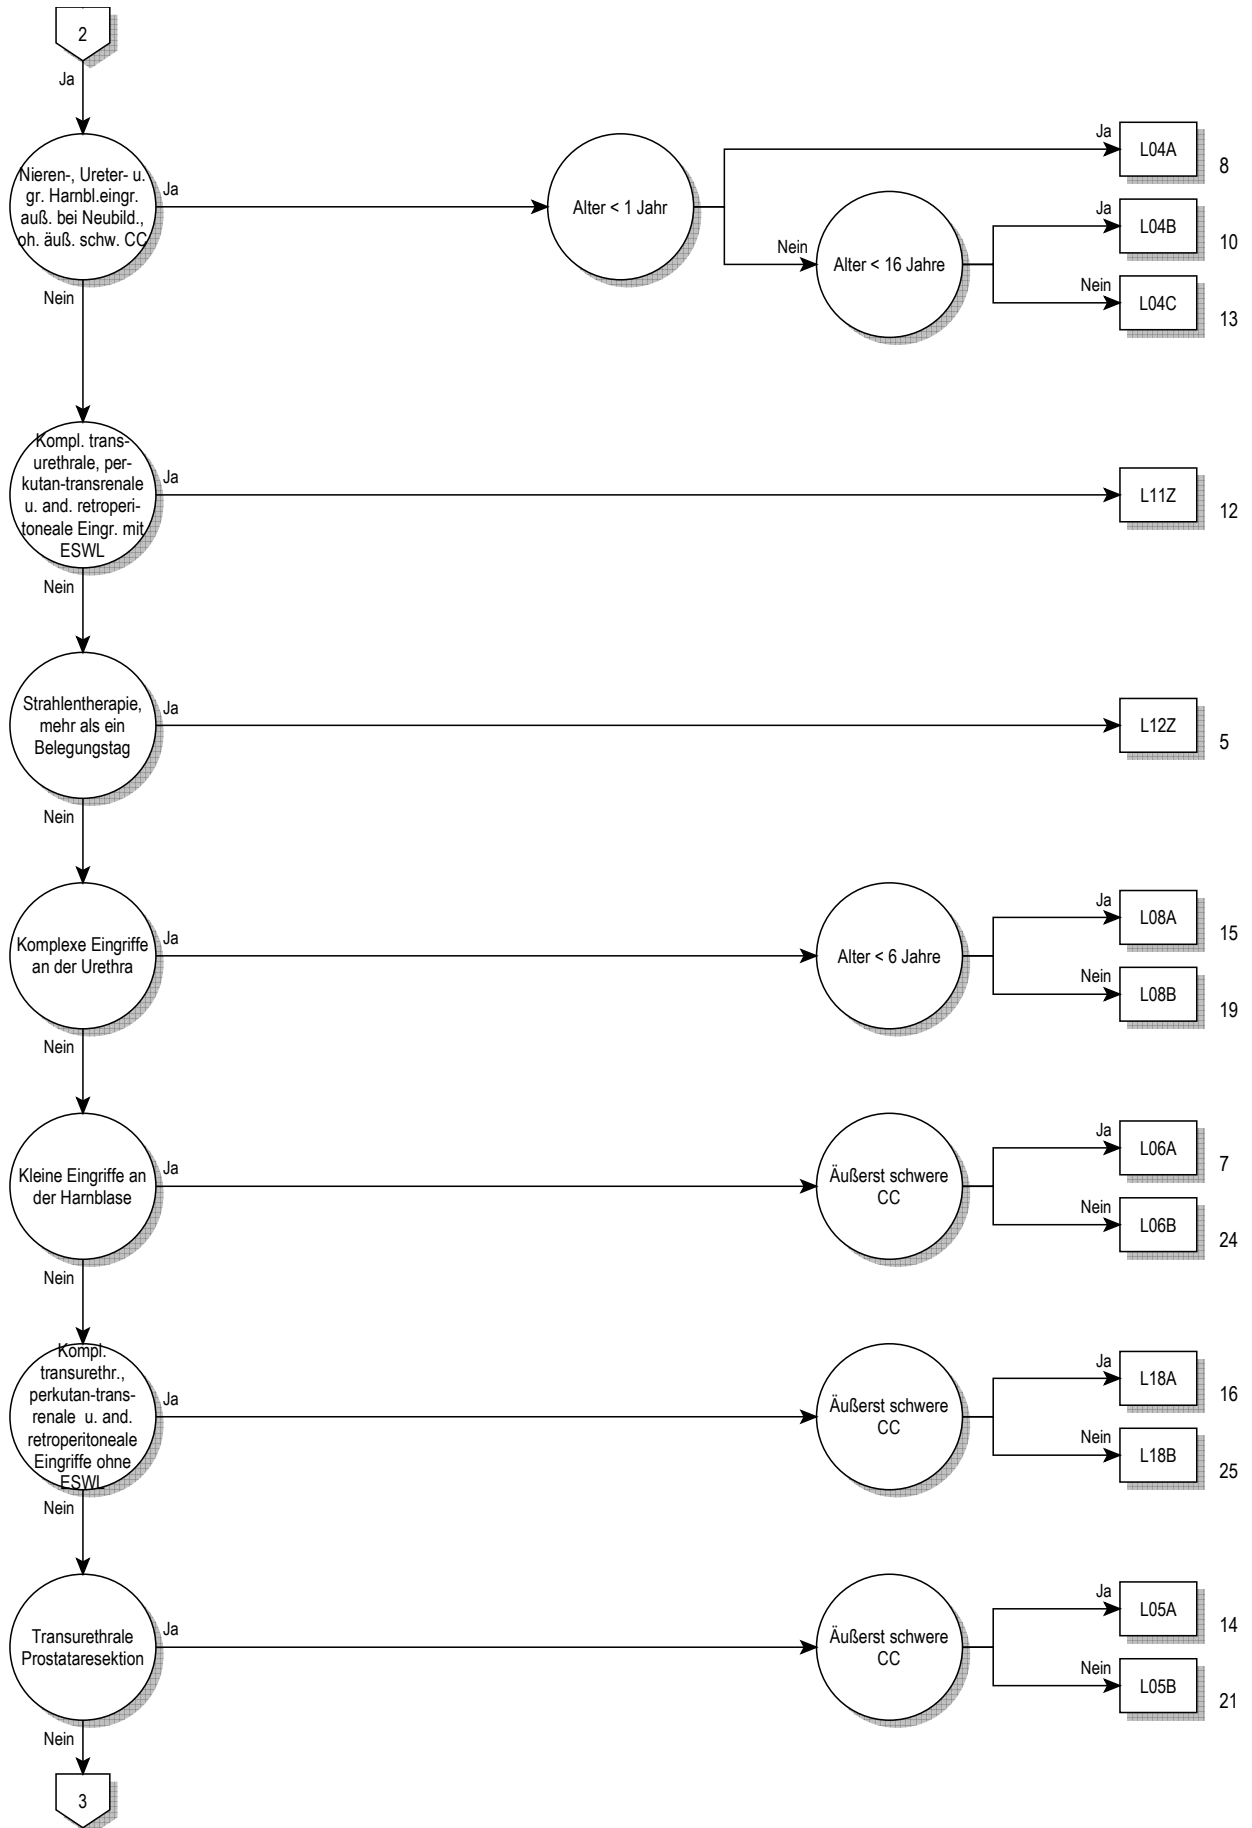 2
Ja
Nieren-, Ureter- u.
gr. Harnbl.eingr.
auß. bei Neubild.,
oh. äuß. schw. CC
Ja
Alter < 1 Jahr
Ja
L04A
8
Nein
Alter < 16 Jahre
Ja
L04B
10
Nein
L04C
13
Nein
Kompl. trans-
urethrale, per-
kutan-transrenale
u. and. retroperi-
toneale Eingr. mit
ESWL
Ja
L11Z
12
Nein
Strahlentherapie,
mehr als ein
Belegungstag
Ja
L12Z
5
Nein
Komplexe Eingriffe
an der Urethra
Ja
Alter < 6 Jahre
Ja
L08A
15
Nein
L08B
19
Nein
Kleine Eingriffe an
der Harnblase
Ja
Äußerst schwere
CC
Ja
L06A
7
Nein
L06B
24
Nein
Kompl.
transurethr.,
perkutan-trans-
renale u. and.
retroperitoneale
Eingriffe ohne
ESWL
Ja
Äußerst schwere
CC
Ja
L18A
16
Nein
L18B
25
Nein
Transurethrale
Prostataresektion
Ja
Äußerst schwere
CC
Ja
L05A
14
Nein
L05B
21
Nein
3